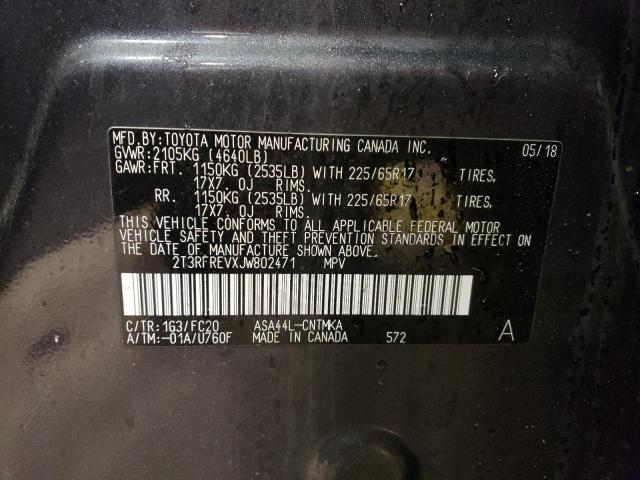 MFD.BY:TOYOTA MOTOR MANUFACTURING CANADA INC. 05/18
GVWR:2105KG (4640LB)
GAWR:FRT. 1150KG (2535LB) WITH 225/65R17 TIRES,
17X7. OJ RIMS.
RR. 1150KG (2535LB) WITH 225/65R17 TIRES,
17X7. OJ RIMS.
THIS VEHICLE CONFORMS TO ALL APPLICABLE FEDERAL MOTOR
VEHICLE SAFETY AND THEFT PREVENTION STANDARDS IN EFFECT
ON THE DATE OF MANUFACTURE SHOWN ABOVE.
2T3RFREVXJW802471 MPV
C/TR:1G3/FC20 ASA44L-CNTMKA
A/TM:-01A/U760F MADE IN CANADA 572 A